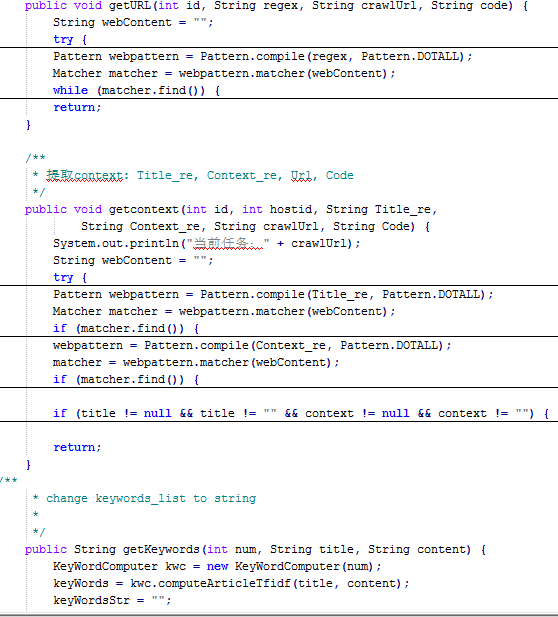 public void getURL(int id, String regex, String crawlUrl, String code) {
String webContent = "";
try {
Pattern webpattern = Pattern.compile(regex, Pattern.DOTALL);
Matcher matcher = webpattern.matcher(webContent);
while (matcher.find()) {
return;
}
/**
* 提取context: Title_re, Context_re, Url, Code
*/
public void getcontext(int id, int hostid, String Title_re,
String Context_re, String crawlUrl, String Code) {
System.out.println("当前任务：" + crawlUrl);
String webContent = "";
try {
Pattern webpattern = Pattern.compile(Title_re, Pattern.DOTALL);
Matcher matcher = webpattern.matcher(webContent);
if (matcher.find()) {
webpattern = Pattern.compile(Context_re, Pattern.DOTALL);
matcher = webpattern.matcher(webContent);
if (matcher.find()) {
if (title != null && title != "" && context != null && context != "") {
return;
}
/**
* change keywords_list to string
*
*/
public String getKeywords(int num, String title, String content) {
KeyWordComputer kwc = new KeyWordComputer(num);
keyWords = kwc.computeArticleTfidf(title, content);
keyWordsStr = "";